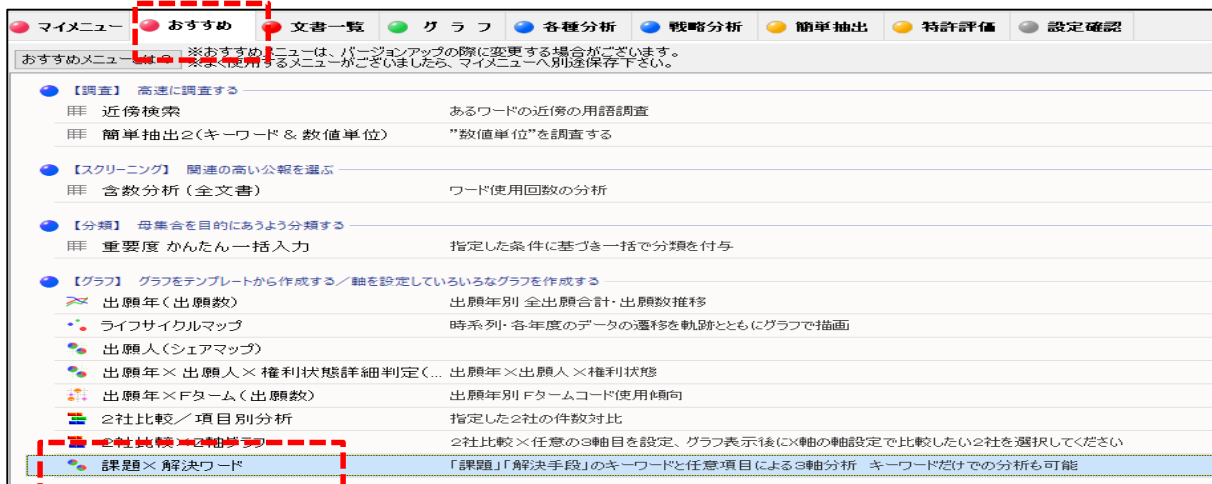 マイメニュー おすすめ 文書一覧 グラフ 各種分析 戦略分析 簡単抽出 特許評価 設定確認
おすすめメニューとは？ ※おすすめメニューは、バージョンアップの際に変更する場合がございます。
※よく使用するメニューがございましたら、マイメニューへ別途保存下さい。
【調査】 高速に調査する
近傍検索 あるワードの近傍の用語調査
簡単抽出2(キーワード & 数値単位) ”数値単位”を調査する
【スクリーニング】 関連の高い公報を選ぶ
含数分析 (全文書) ワード使用回数の分析
【分類】 母集合を目的にあうよう分類する
重要度 かんたん一括入力 指定した条件に基づき一括で分類を付与
【グラフ】 グラフをテンプレートから作成する／軸を設定していろいろなグラフを作成する
出願年(出願数) 出願年別 全出願合計・出願数推移
ライフサイクルマップ 時系列・各年度のデータの遷移を軌跡とともにグラフで描画
出願人(シェアマップ)
出願年×出願人×権利状態詳細判定(... 出願年×出願人×権利状態
出願年×Fターム(出願数) 出願年別 Fタームコード使用傾向
2社比較／項目別分析 指定した2社の件数対比
2社比較×2軸グラフ 2社比較×任意の3軸目を設定、グラフ表示後にX軸の軸設定で比較したい2社を選択してください
課題×解決ワード 「課題」「解決手段」のキーワードと任意項目による3軸分析 キーワードだけでの分析も可能